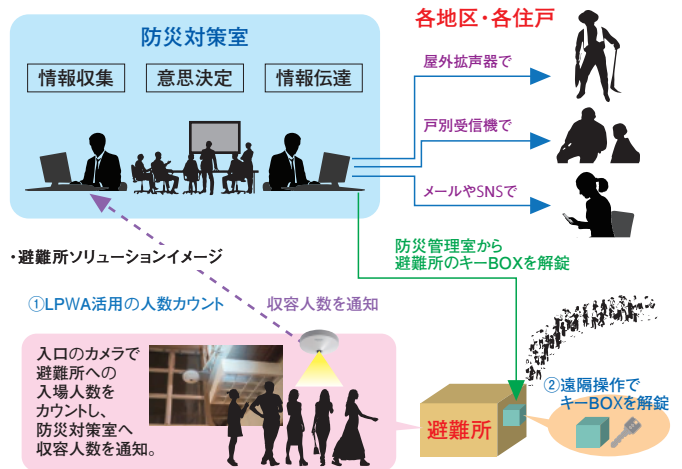 防災対策室
情報収集
意思決定
情報伝達
各地区・各住戸
屋外拡声器で
戸別受信機で
メールやSNSで
防災管理室から
避難所のキーBOXを解錠
・避難所ソリューションイメージ
①LPWA活用の人数カウント
収容人数を通知
入口のカメラで
避難所への
入場人数を
カウントし、
防災対策室へ
収容人数を通知。
避難所
②遠隔操作で
キーBOXを解錠